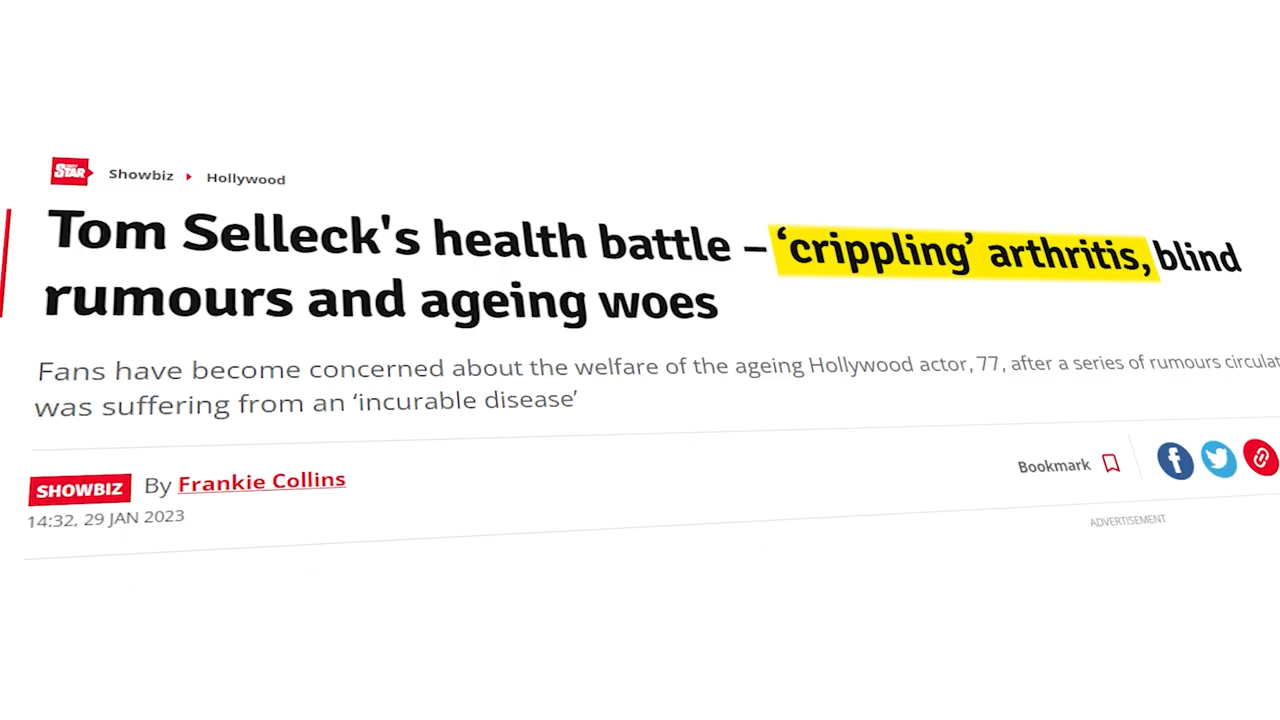 STAR Showbiz Hollywood
Tom Selleck's health battle – ‘crippling’ arthritis, blind
rumours and ageing woes
Fans have become concerned about the welfare of the ageing Hollywood actor, 77, after a series of rumours circulat
was suffering from an ‘incurable disease’
SHOWBIZ By Frankie Collins
Bookmark
14:32, 29 JAN 2023
ADVERTISEMENT